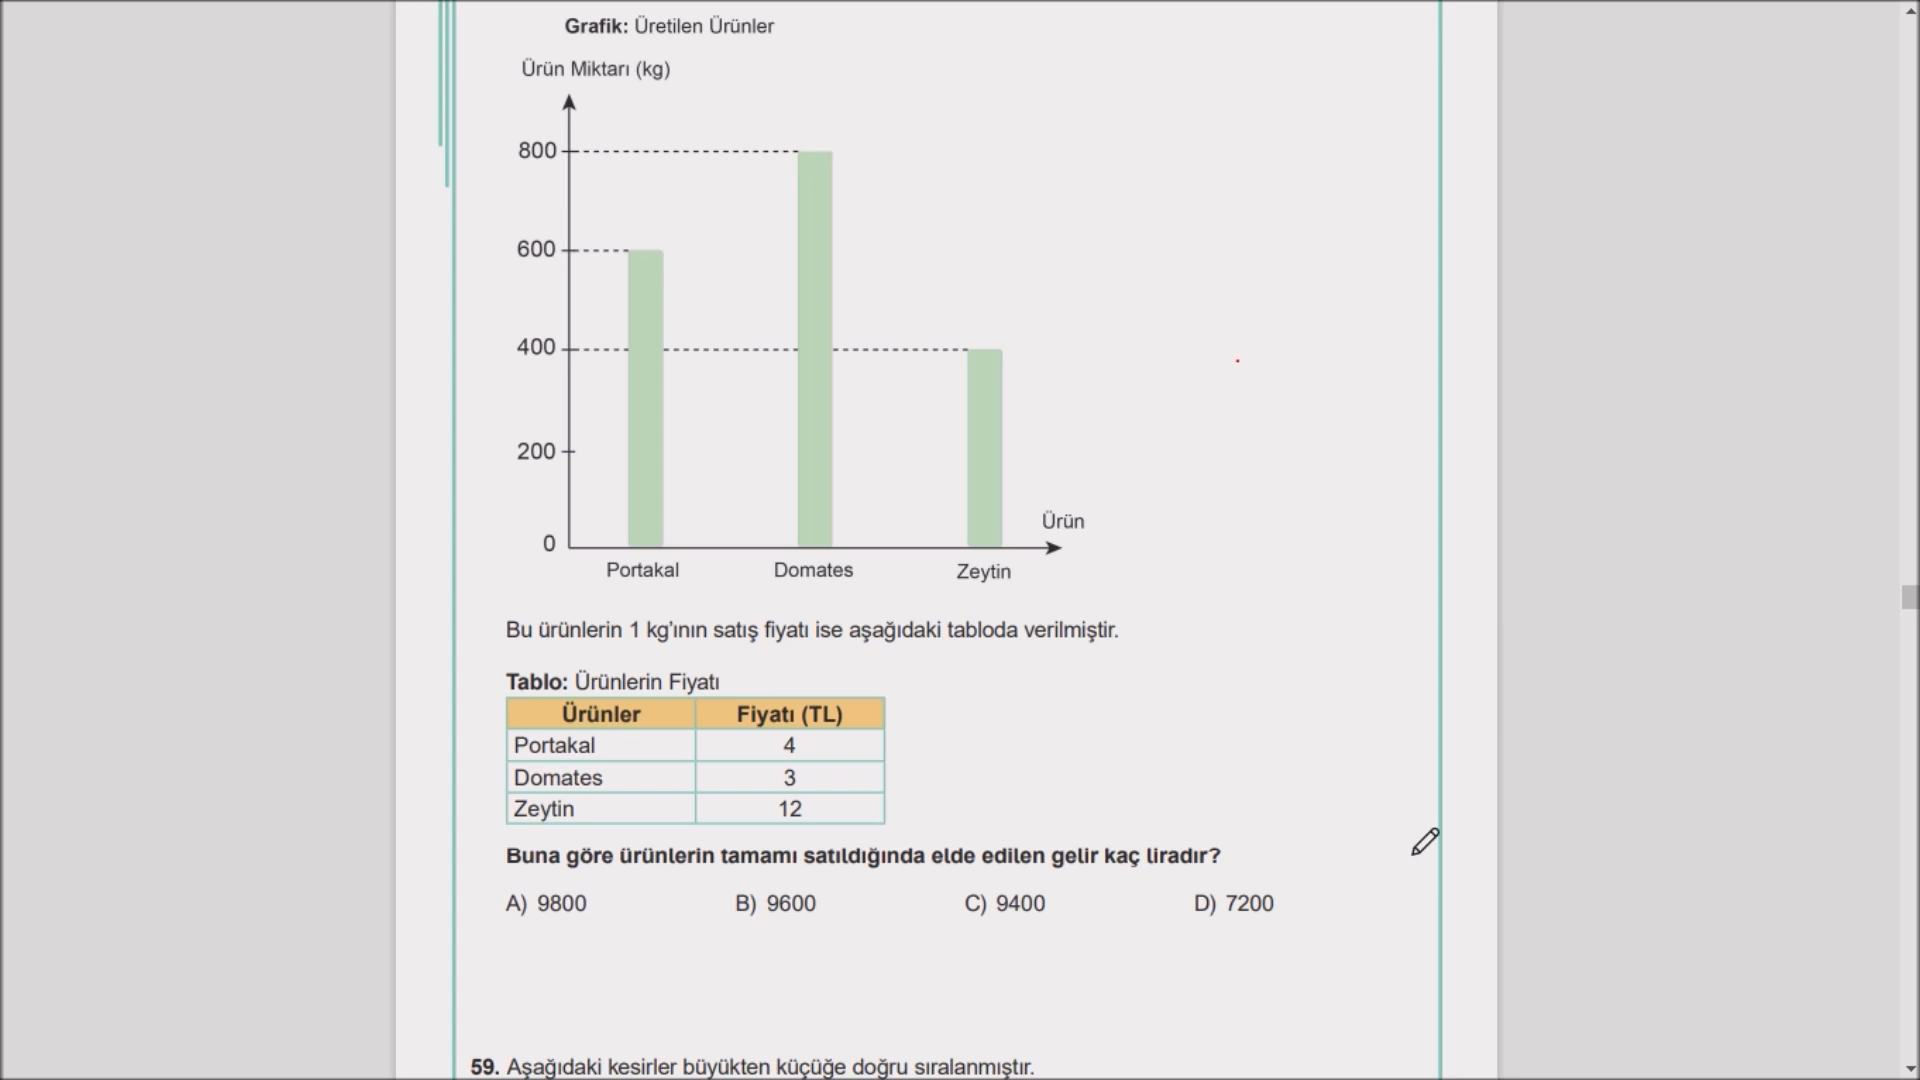 Grafik: Üretilen Ürünler
Ürün Miktarı (kg)
800
600
400
200
0
Ürün
Portakal Domates Zeytin
Bu ürünlerin 1 kg'ının satış fiyatı ise aşağıdaki tabloda verilmiştir.
Tablo: Ürünlerin Fiyatı
Ürünler Fiyatı (TL)
Portakal 4
Domates 3
Zeytin 12
Buna göre ürünlerin tamamı satıldığında elde edilen gelir kaç liradır?
A) 9800 B) 9600 C) 9400 D) 7200
59. Aşağıdaki kesirler büyükten küçüğe doğru sıralanmıştır.